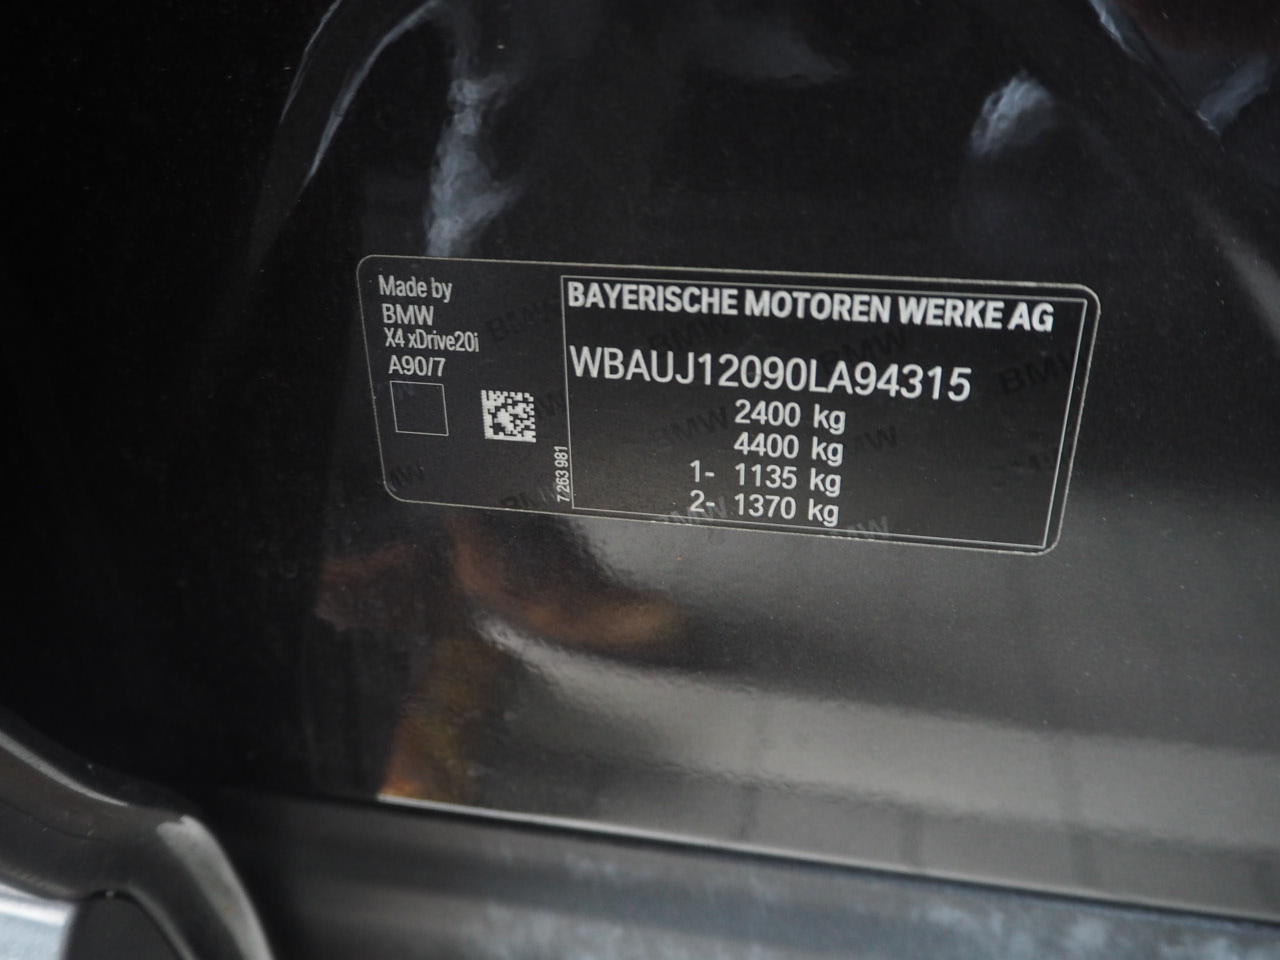 Made by
BMW
X4 xDrive20i
A90/7
7 263 981
BAYERISCHE MOTOREN WERKE AG
WBAUJ12090LA94315
2400 kg
4400 kg
1- 1135 kg
2- 1370 kg